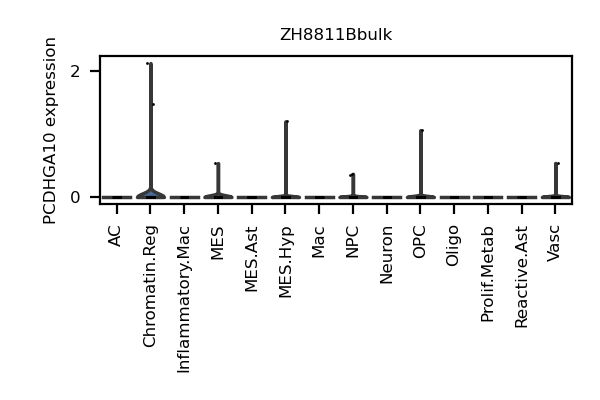 ZH8811Bbulk
PCDHGA10 expression
2
0
AC
Chromatin.Reg
Inflammatory.Mac
MES
MES.Ast
MES.Hyp
Mac
NPC
Neuron
OPC
Oligo
Prolif.Metab
Reactive.Ast
Vasc